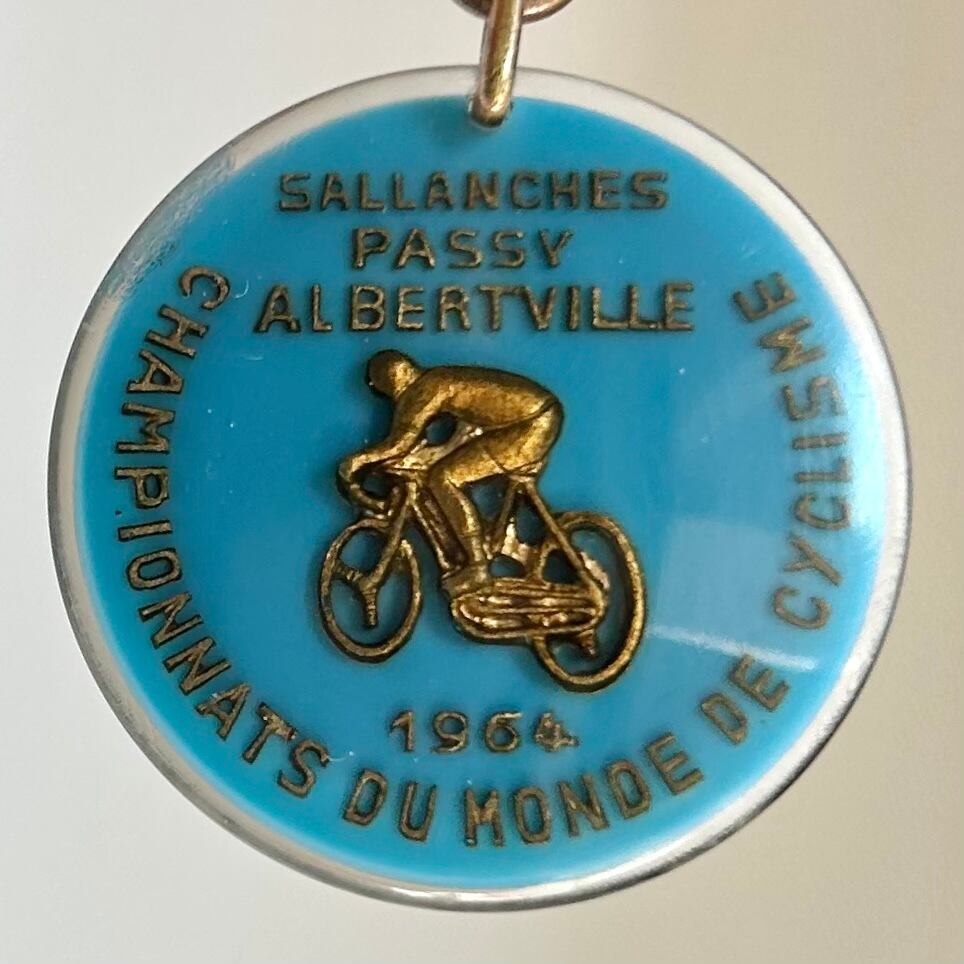 SALLANCHES
PASSY
ALBERTVILLE
1964
CHAMPIONNATS DU MONDE DE CYCLISME